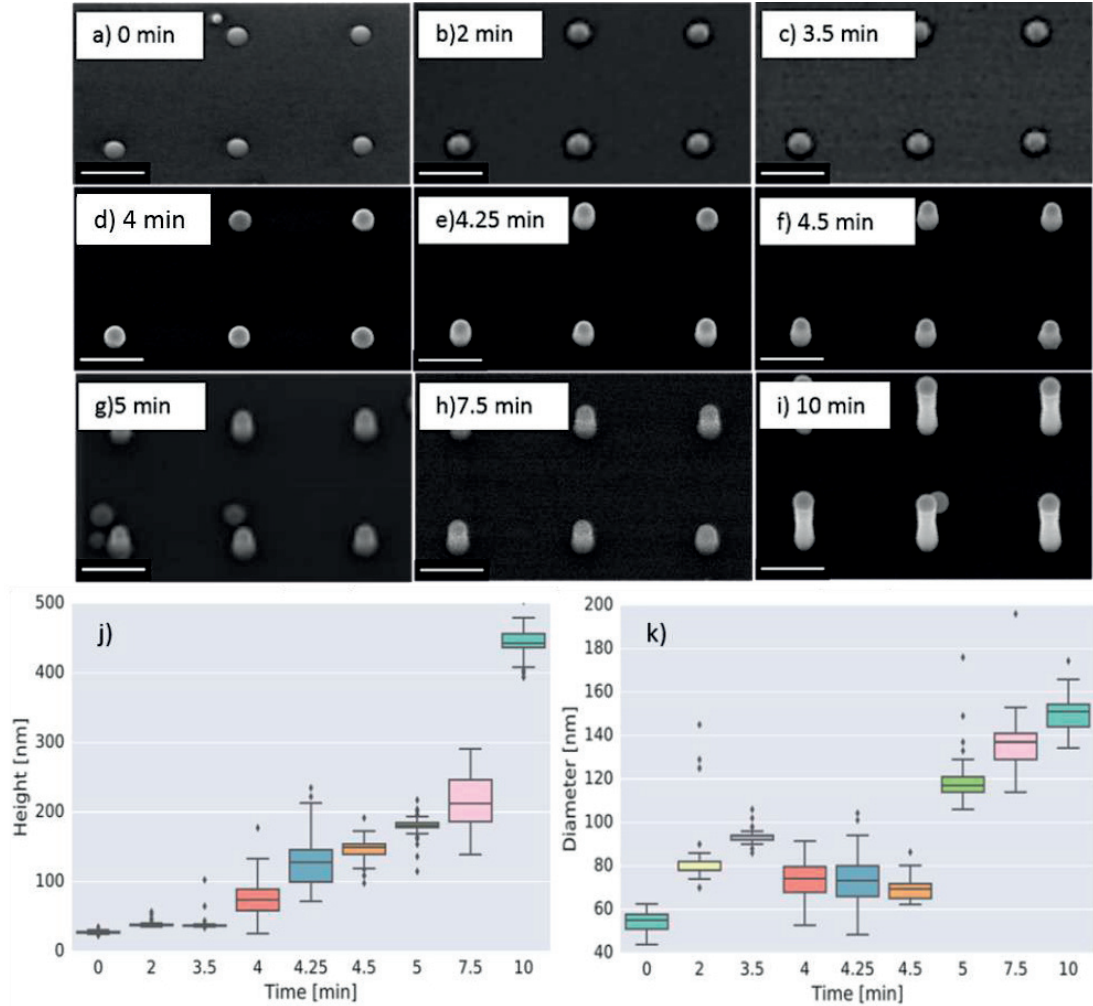 a) 0 min
b)2 min
c) 3.5 min
d) 4 min
e)4.25 min
f) 4.5 min
g)5 min
h)7.5 min
i) 10 min
j)
Height [nm]
500
400
300
200
100
0
0 2 3.5 4 4.25 4.5 5 7.5 10
Time [min]
k)
Diameter [nm]
200
180
160
140
120
100
80
60
40
0 2 3.5 4 4.25 4.5 5 7.5 10
Time [min]